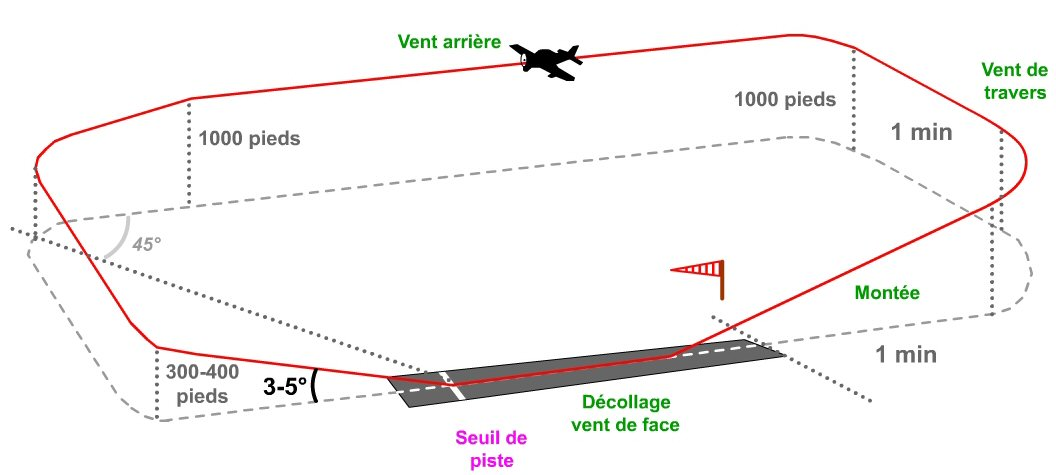 Vent arrière
Vent de
travers
1000 pieds
1000 pieds
1 min
45°
Montée
1 min
300-400
pieds
3-5°
Décollage
vent de face
Seuil de
piste